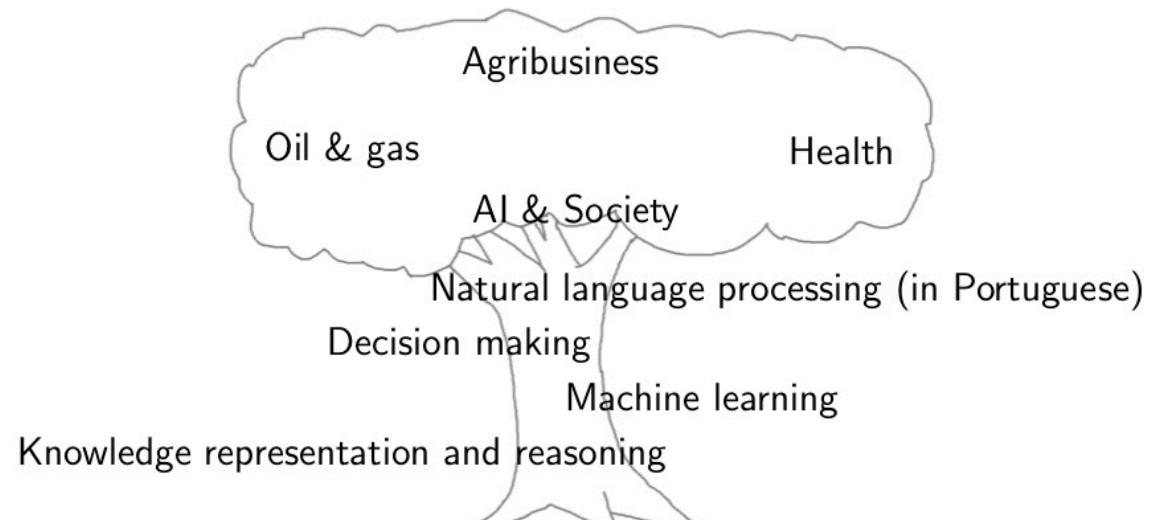 Agribusiness
Oil & gas
Health
AI & Society
Natural language processing (in Portuguese)
Decision making
Machine learning
Knowledge representation and reasoning